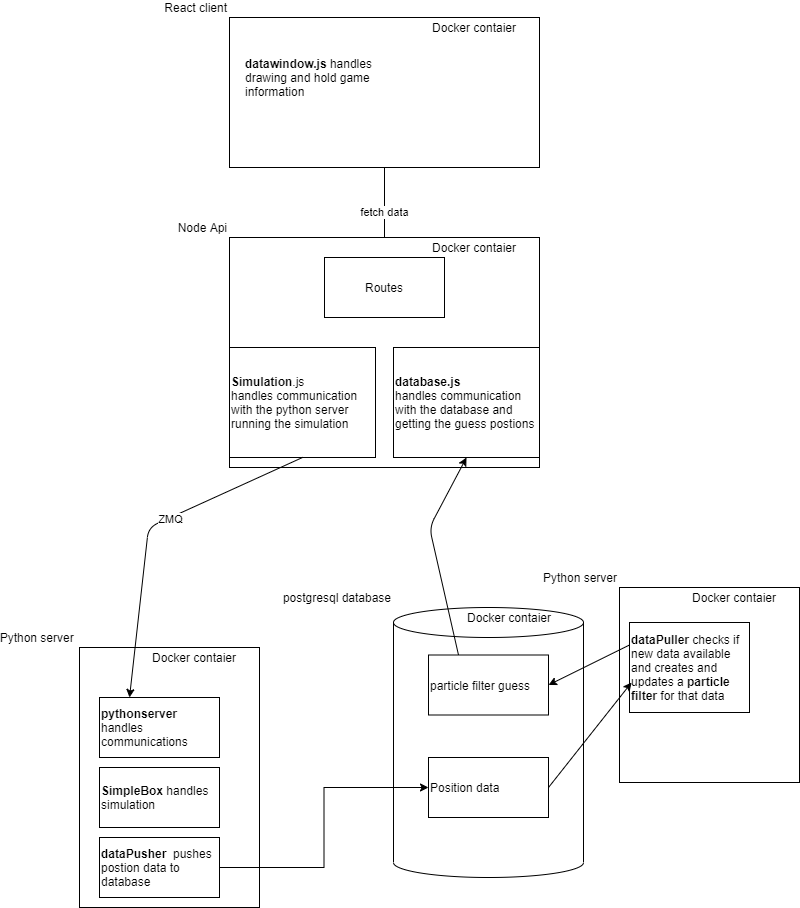 React client
Docker contaier
datawindow.js handles
drawing and hold game
information
fetch data
Node Api
Docker contaier
Routes
Simulation.js
handles communication
with the python server
running the simulation
database.js
handles communication
with the database and
getting the guess postions
ZMQ
Python server
Docker contaier
pythonserver
handles
communications
SimpleBox handles
simulation
dataPusher pushes
postion data to
database
postgresql database
Docker contaier
particle filter guess
Position data
Python server
Docker contaier
dataPuller checks if
new data available
and creates and
updates a particle
filter for that data